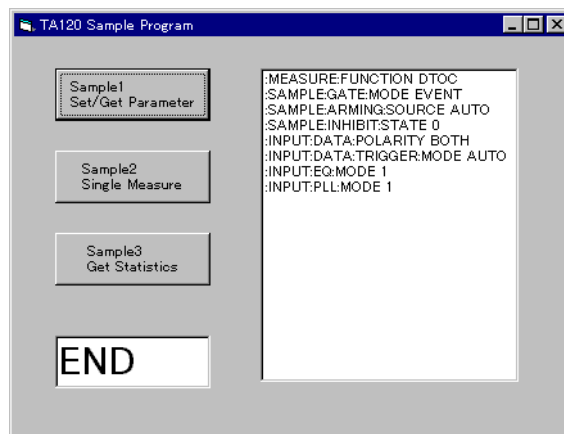 TA120 Sample Program
Sample1
Set/Get Parameter
Sample2
Single Measure
Sample3
Get Statistics
END
:MEASURE:FUNCTION DTOC
:SAMPLE:GATE:MODE EVENT
:SAMPLE:ARMING:SOURCE AUTO
:SAMPLE:INHIBIT:STATE 0
:INPUT:DATA:POLARITY BOTH
:INPUT:DATA:TRIGGER:MODE AUTO
:INPUT:EQ:MODE 1
:INPUT:PLL:MODE 1